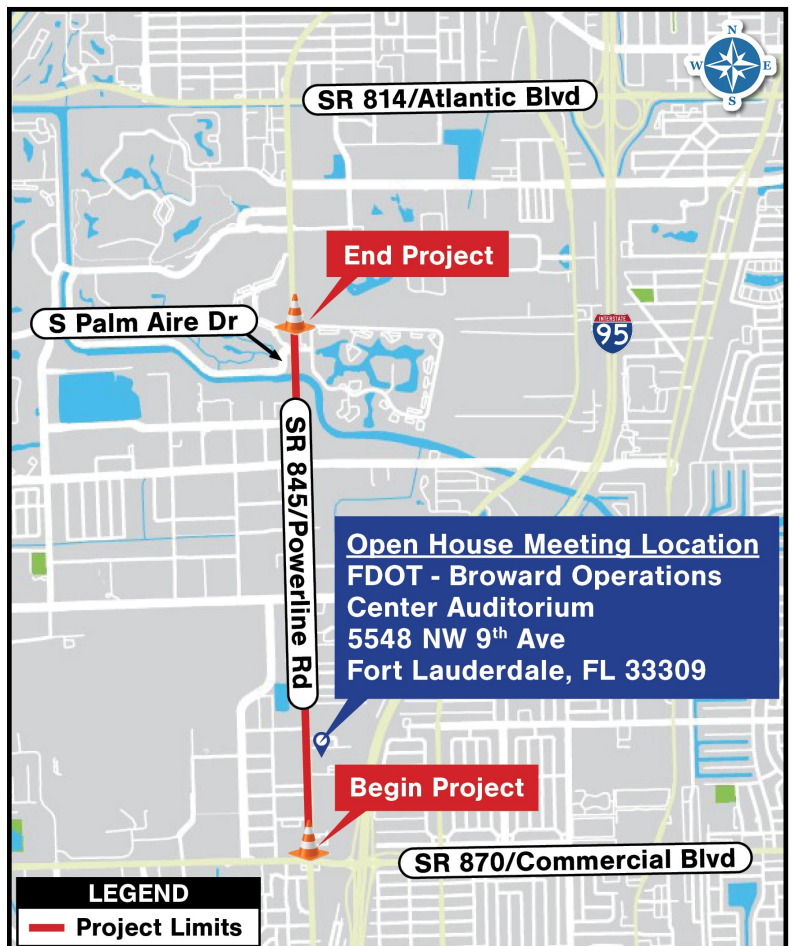 N
W
E
S
SR 814/Atlantic Blvd
End Project
S Palm Aire Dr
INTERSTATE
95
SR 845/Powerline Rd
Open House Meeting Location
FDOT - Broward Operations
Center Auditorium
5548 NW 9th Ave
Fort Lauderdale, FL 33309
Begin Project
SR 870/Commercial Blvd
LEGEND
Project Limits